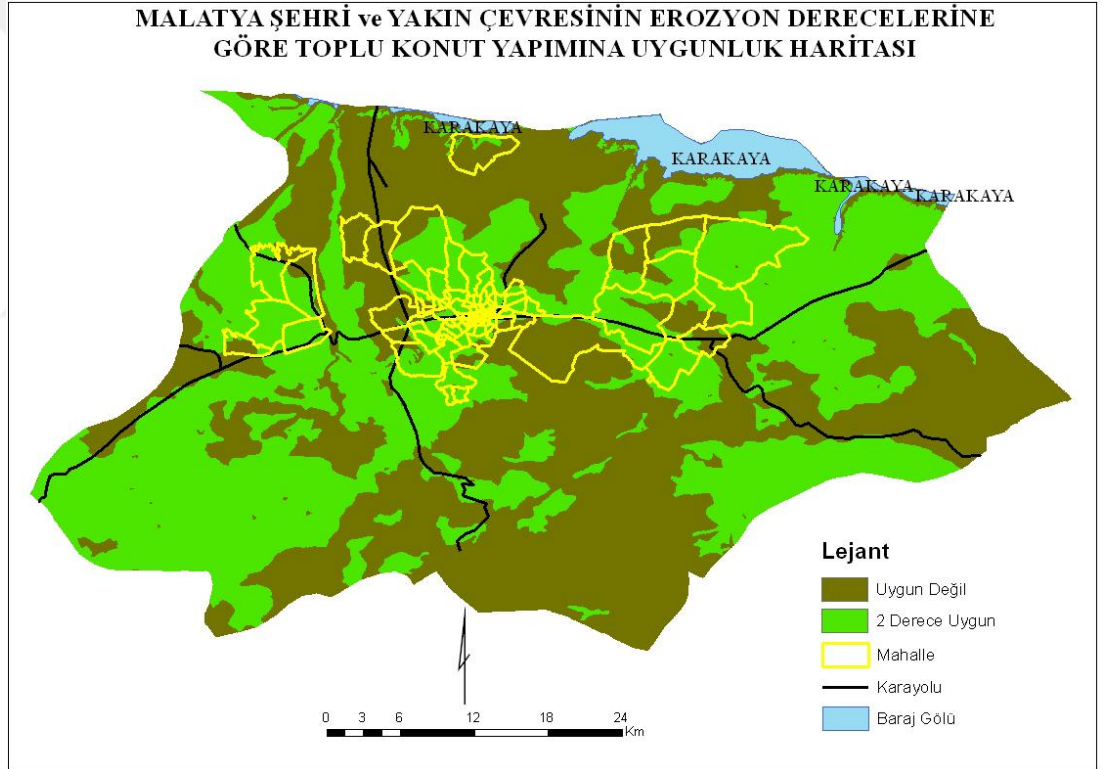 MALATYA ŞEHRİ ve YAKIN ÇEVRESİNİN EROZYON DERECELERİNE
GÖRE TOPLU KONUT YAPIMINA UYGUNLUK HARİTASI
KARAKAYA
KARAKAYA
KARAKAYA
KARAKAYA
Lejant
Uygun Değil
2 Derece Uygun
Mahalle
Karayolu
Baraj Gölü
0 3 6 12 18 24
Km